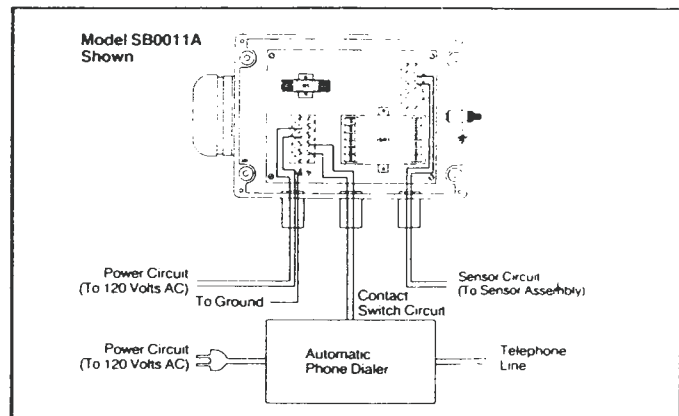 Model SB0011A
Shown
Power Circuit
(To 120 Volts AC)
To Ground
Contact
Switch Circuit
Sensor Circuit
(To Sensor Assembly)
Power Circuit
(To 120 Volts AC)
Automatic
Phone Dialer
Telephone
Line